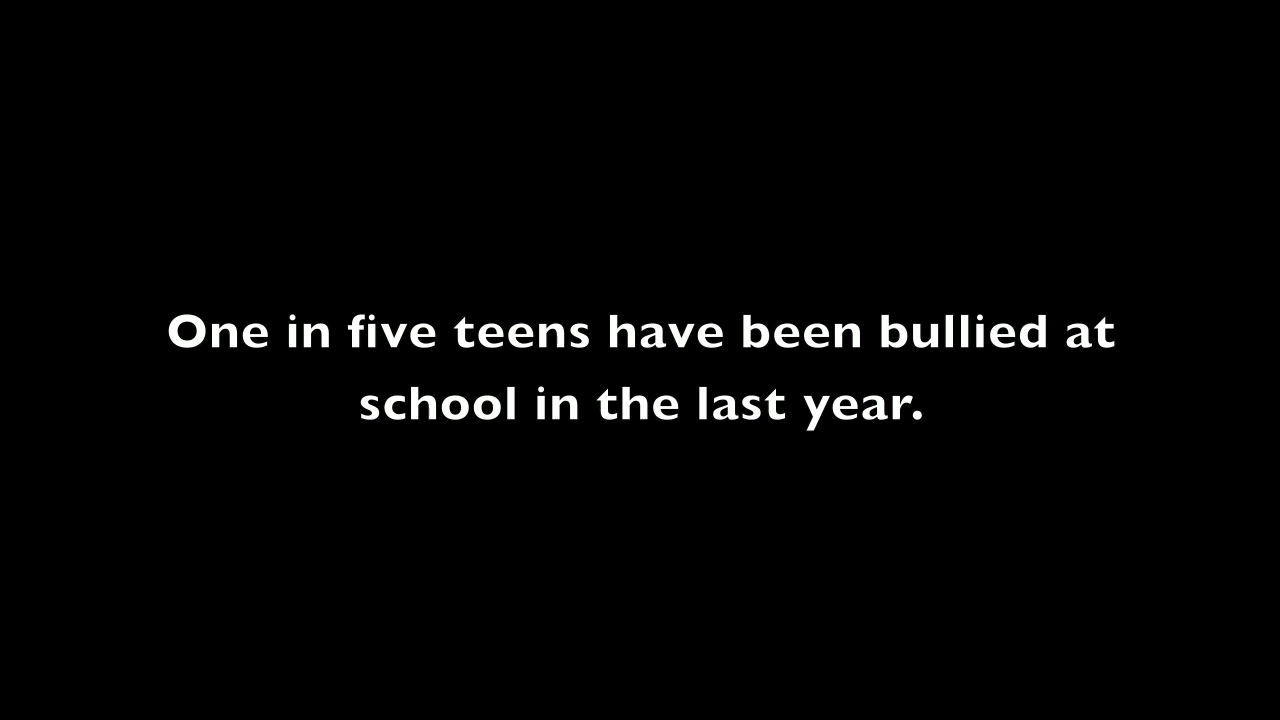 One in five teens have been bullied at
school in the last year.